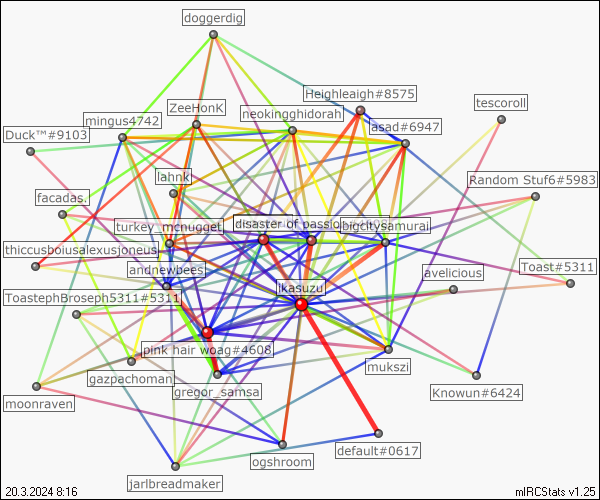 doggerdig
Heighleaigh#8575
tescoroll
ZeeHonK
neokingghidorah
mingus4742
asad#6947
Duck™#9103
lahnk
Random Stuf6#5983
facadas.
turkey_mcnugget
disaster of passion
bigcitysamurai
thiccusboiusalexusjoneus
andnewbees
avelicious
Toast#5311
ikasuzu
ToastephBroseph5311#5311
pink hair woag#4608
mukszi
gazpachoman
gregor_samsa
Knowun#6424
moonraven
default#0617
ogshroom
jarlbreadmaker
20.3.2024 8:16
mIRCStats v1.25